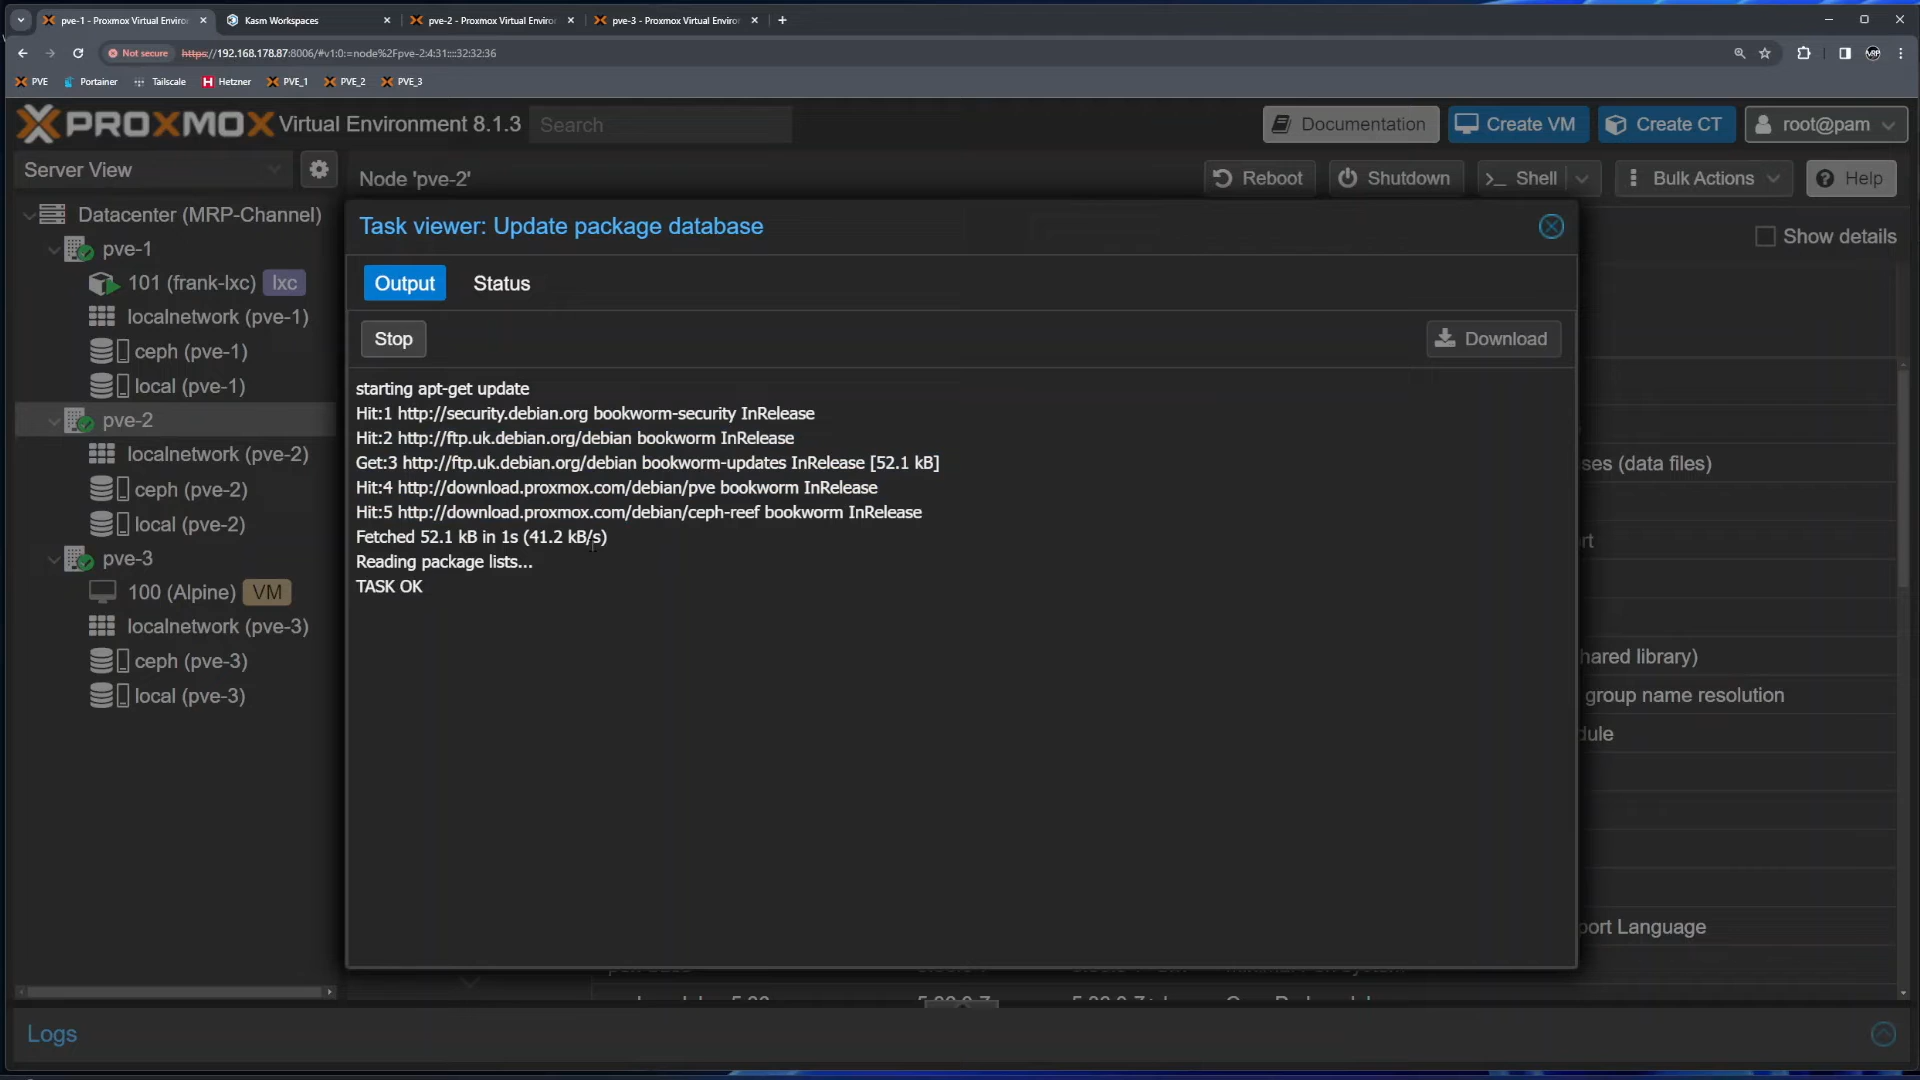 pve-1 - Proxmox Virtual Enviror
Kasm Workspaces
pve-2 - Proxmox Virtual Enviror
pve-3 - Proxmox Virtual Enviror
Not secure
https://192.168.178.87:8006/#v1:0:=node%2Fpve-2:4:31::::32:32:36
PVE
Portainer
Tailscale
Hetzner
PVE_1
PVE_2
PVE_3
PROXMOX Virtual Environment 8.1.3
Search
Documentation
Create VM
Create CT
root@pam
Server View
Node 'pve-2'
Reboot
Shutdown
>_ Shell
Bulk Actions
Help
Datacenter (MRP-Channel)
pve-1
101 (frank-lxc) lxc
localnetwork (pve-1)
ceph (pve-1)
local (pve-1)
pve-2
localnetwork (pve-2)
ceph (pve-2)
local (pve-2)
pve-3
100 (Alpine) VM
localnetwork (pve-3)
ceph (pve-3)
local (pve-3)
Task viewer: Update package database
Show details
Output
Status
Stop
Download
starting apt-get update
Hit:1 http://security.debian.org bookworm-security InRelease
Hit:2 http://ftp.uk.debian.org/debian bookworm InRelease
Get:3 http://ftp.uk.debian.org/debian bookworm-updates InRelease [52.1 kB]
Hit:4 http://download.proxmox.com/debian/pve bookworm InRelease
Hit:5 http://download.proxmox.com/debian/ceph-reef bookworm InRelease
Fetched 52.1 kB in 1s (41.2 kB/s)
Reading package lists...
TASK OK
ses (data files)
ort
hared library)
group name resolution
dule
port Language
Logs